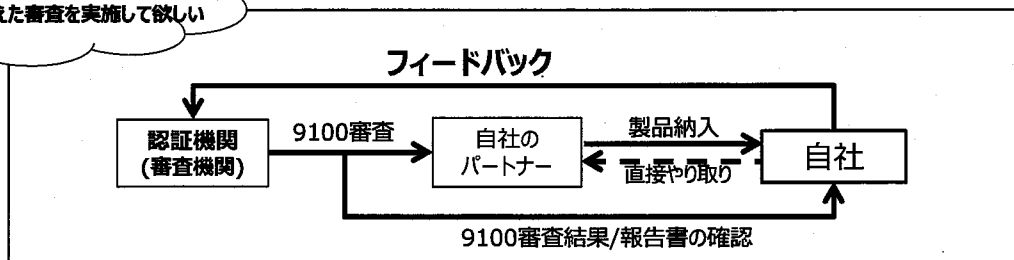 えた審査を実施して欲しい
フィードバック
認証機関
(審査機関)
9100審査
自社の
パートナー
製品納入
直接やり取り
自社
9100審査結果/報告書の確認